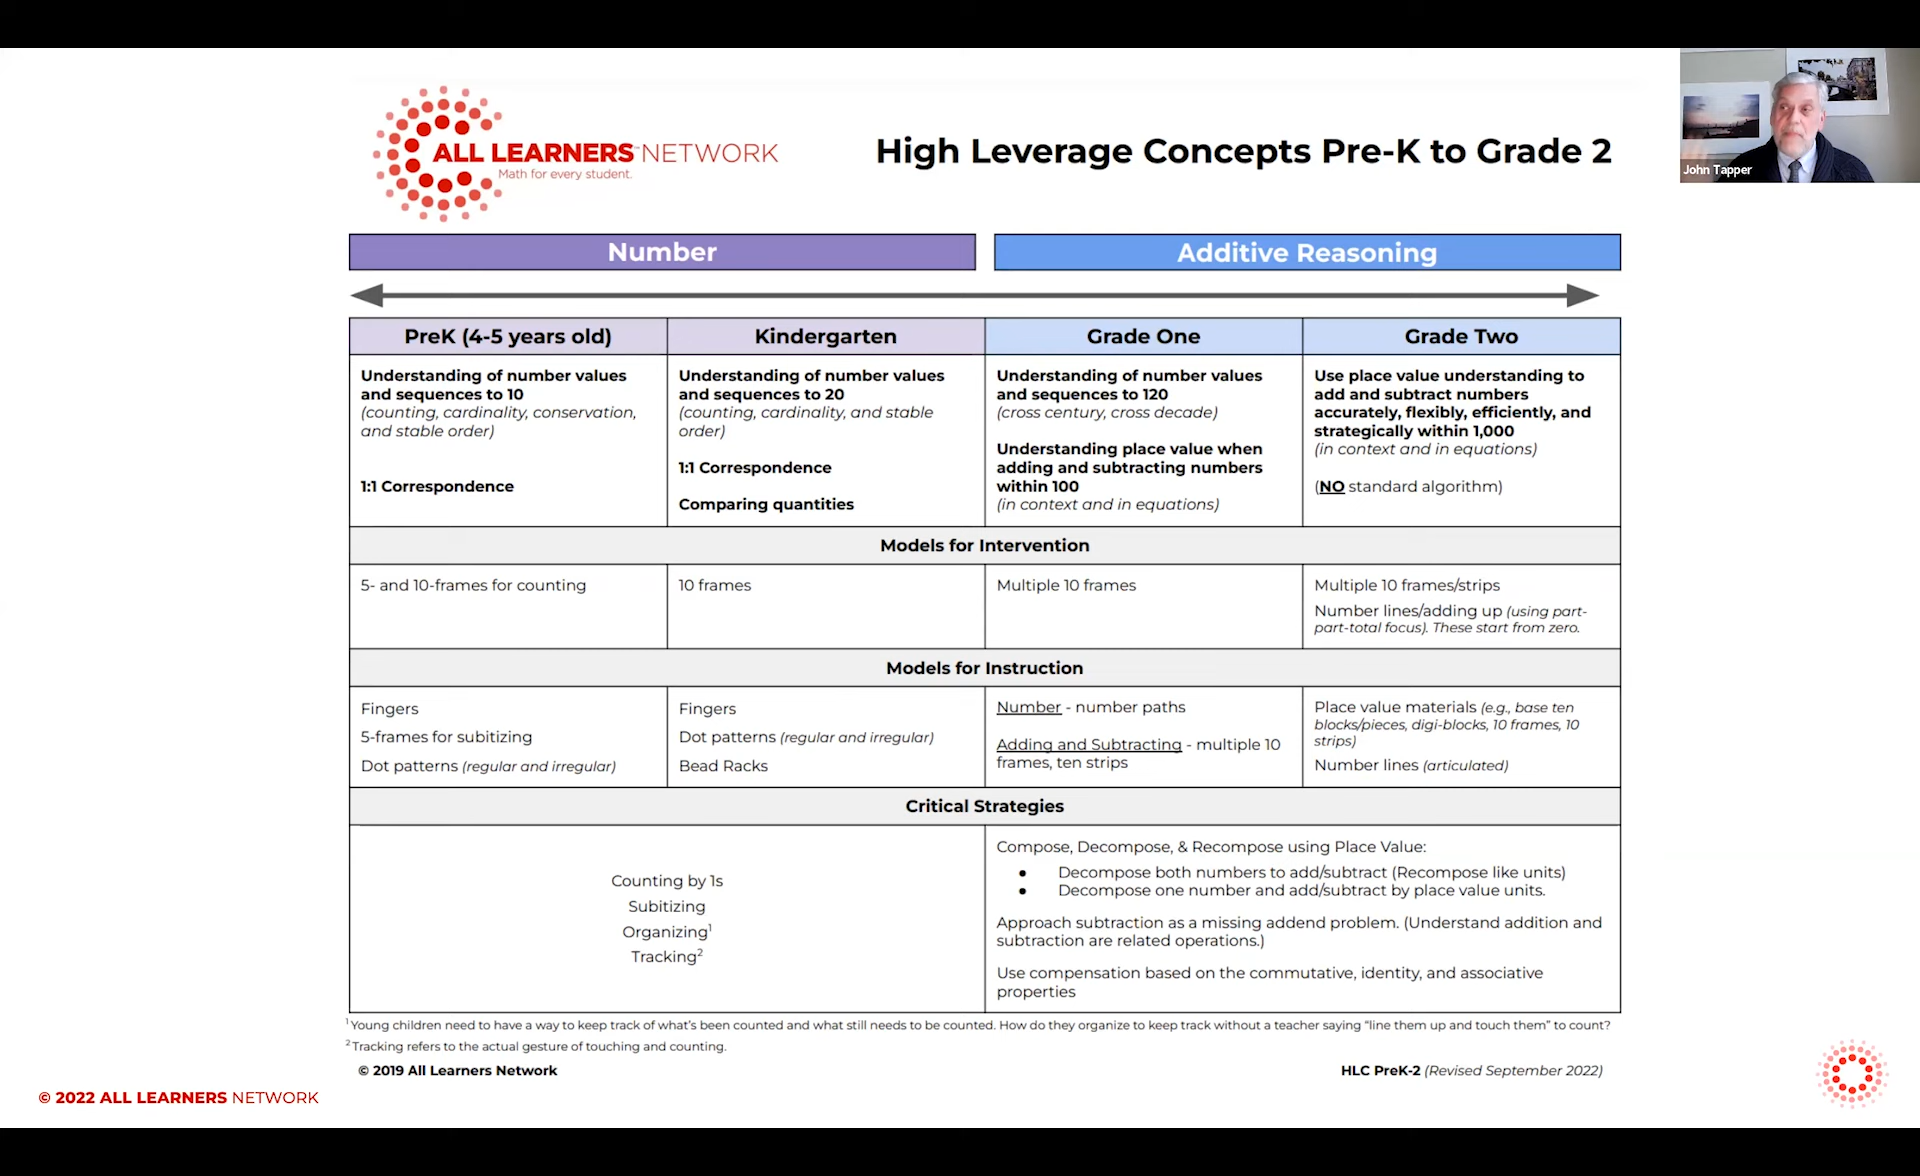 ALL LEARNERS™NETWORK
Math for every student.
High Leverage Concepts Pre-K to Grade 2
John Tapper
Number
Additive Reasoning
PreK (4-5 years old)
Kindergarten
Grade One
Grade Two
Understanding of number values
and sequences to 10
(counting, cardinality, conservation,
and stable order)
1:1 Correspondence
Understanding of number values
and sequences to 20
(counting, cardinality, and stable
order)
1:1 Correspondence
Comparing quantities
Understanding of number values
and sequences to 120
(cross century, cross decade)
Understanding place value when
adding and subtracting numbers
within 100
(in context and in equations)
Use place value understanding to
add and subtract numbers
accurately, flexibly, efficiently, and
strategically within 1,000
(in context and in equations)
(NO standard algorithm)
Models for Intervention
5- and 10-frames for counting
10 frames
Multiple 10 frames
Multiple 10 frames/strips
Number lines/adding up (using part-
part-total focus). These start from zero.
Models for Instruction
Fingers
5-frames for subitizing
Dot patterns (regular and irregular)
Fingers
Dot patterns (regular and irregular)
Bead Racks
Number - number paths
Adding and Subtracting - multiple 10
frames, ten strips
Place value materials (e.g., base ten
blocks/pieces, digi-blocks, 10 frames, 10
strips)
Number lines (articulated)
Critical Strategies
Counting by 1s
Subitizing
Organizing¹
Tracking²
Compose, Decompose, & Recompose using Place Value:
● Decompose both numbers to add/subtract (Recompose like units)
● Decompose one number and add/subtract by place value units.
Approach subtraction as a missing addend problem. (Understand addition and
subtraction are related operations.)
Use compensation based on the commutative, identity, and associative
properties
¹ Young children need to have a way to keep track of what's been counted and what still needs to be counted. How do they organize to keep track without a teacher saying "line them up and touch them" to count?
² Tracking refers to the actual gesture of touching and counting.
© 2019 All Learners Network
HLC PreK-2 (Revised September 2022)
© 2022 ALL LEARNERS NETWORK